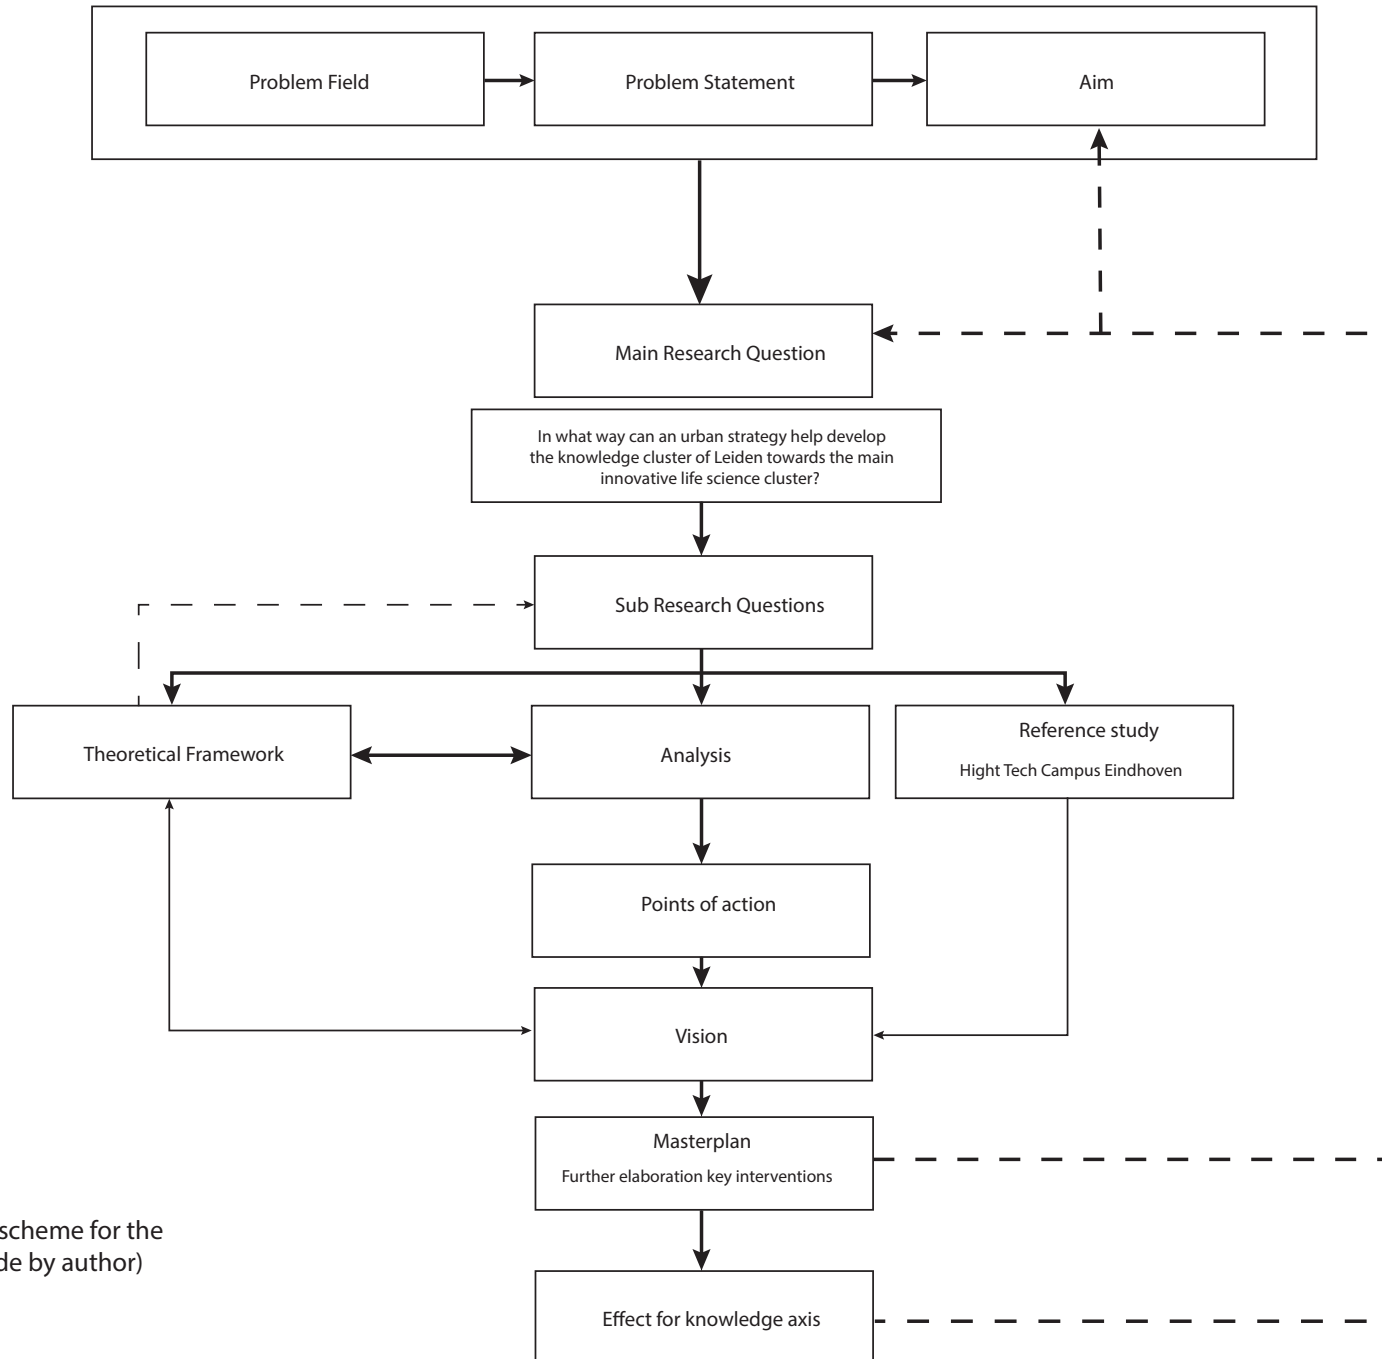 Problem Field
Problem Statement
Aim
Main Research Question
In what way can an urban strategy help develop
the knowledge cluster of Leiden towards the main
innovative life science cluster?
Sub Research Questions
Theoretical Framework
Analysis
Reference study
Hight Tech Campus Eindhoven
Points of action
Vision
Masterplan
Further elaboration key interventions
scheme for the
de by author)
Effect for knowledge axis